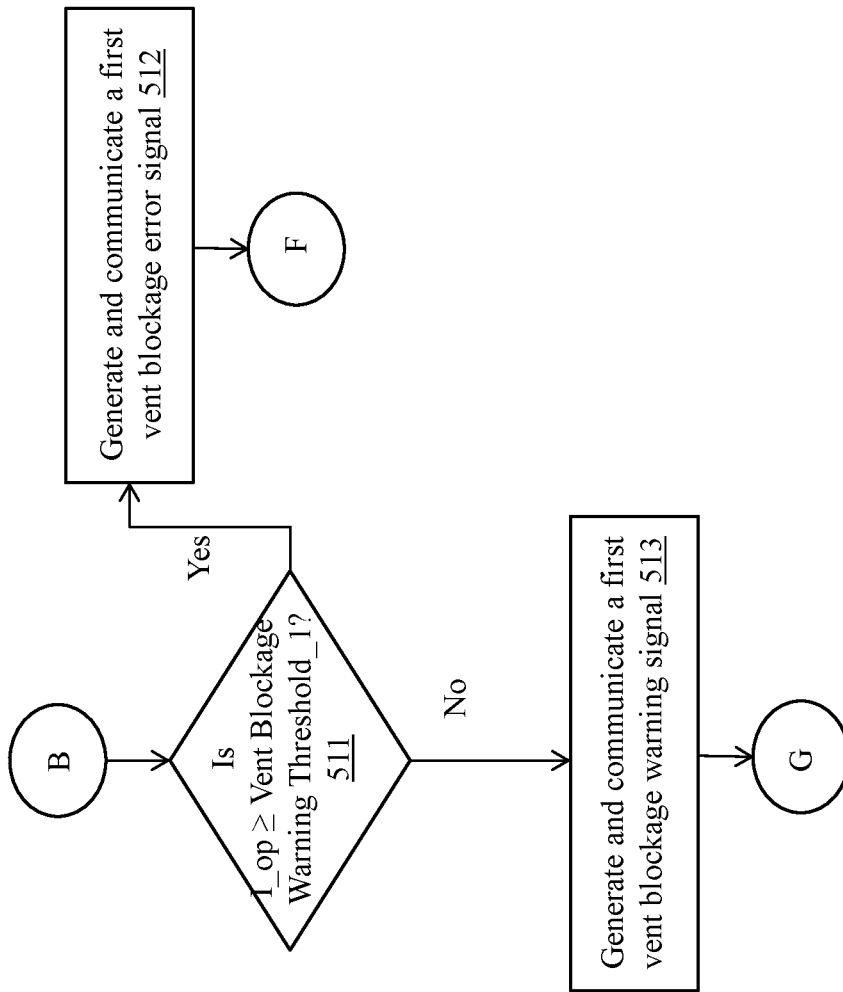 B
Is
I_op ≥ Vent Blockage
Warning Threshold_1?
511
Yes
Generate and communicate a first
vent blockage error signal 512
F
No
Generate and communicate a first
vent blockage warning signal 513
G